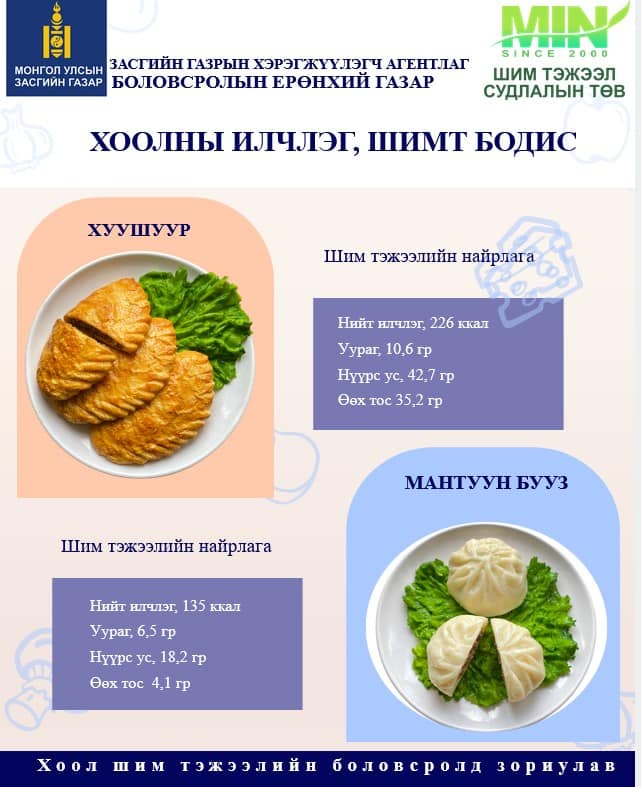 МОНГОЛ УЛСЫН
ЗАСГИЙН ГАЗАР
ЗАСГИЙН ГАЗРЫН ХЭРЭГЖҮҮЛЭГЧ АГЕНТЛАГ
БОЛОВСРОЛЫН ЕРӨНХИЙ ГАЗАР
MIN
SINCE 2000
ШИМ ТЭЖЭЭЛ
СУДЛАЛЫН ТӨВ
ХООЛНЫ ИЛЧЛЭГ, ШИМТ БОДИС
ХУУШУУР
Шим тэжээлийн найрлага
Нийт илчлэг, 226 ккал
Уураг, 10,6 гр
Нүүрс ус, 42,7 гр
Өөх тос 35,2 гр
МАНТУУН БУУЗ
Шим тэжээлийн найрлага
Нийт илчлэг, 135 ккал
Уураг, 6,5 гр
Нүүрс ус, 18,2 гр
Өөх тос 4,1 гр
Хоол шим тэжээлийн боловсролд зориулав